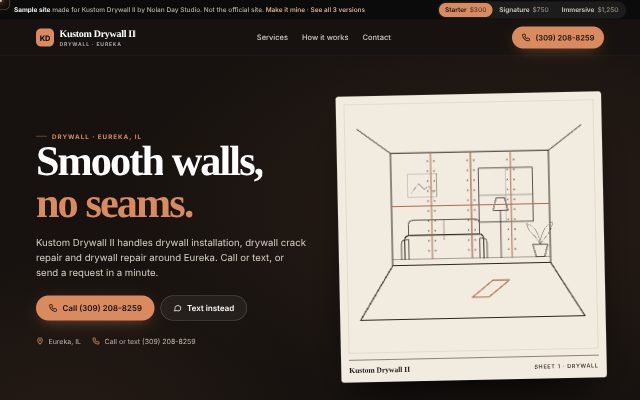 Sample site made for Kustom Drywall II by Nolan Day Studio. Not the official site. Make it mine · See all 3 versions
Starter $300 Signature $750 Immersive $1,250
KD Kustom Drywall II
DRYWALL · EUREKA
Services How it works Contact
(309) 208-8259
DRYWALL · EUREKA, IL
Smooth walls,
no seams.
Kustom Drywall II handles drywall installation, drywall crack
repair and drywall repair around Eureka. Call or text, or
send a request in a minute.
Call (309) 208-8259 Text instead
Eureka, IL Call or text (309) 208-8259
Kustom Drywall II SHEET 1 · DRYWALL